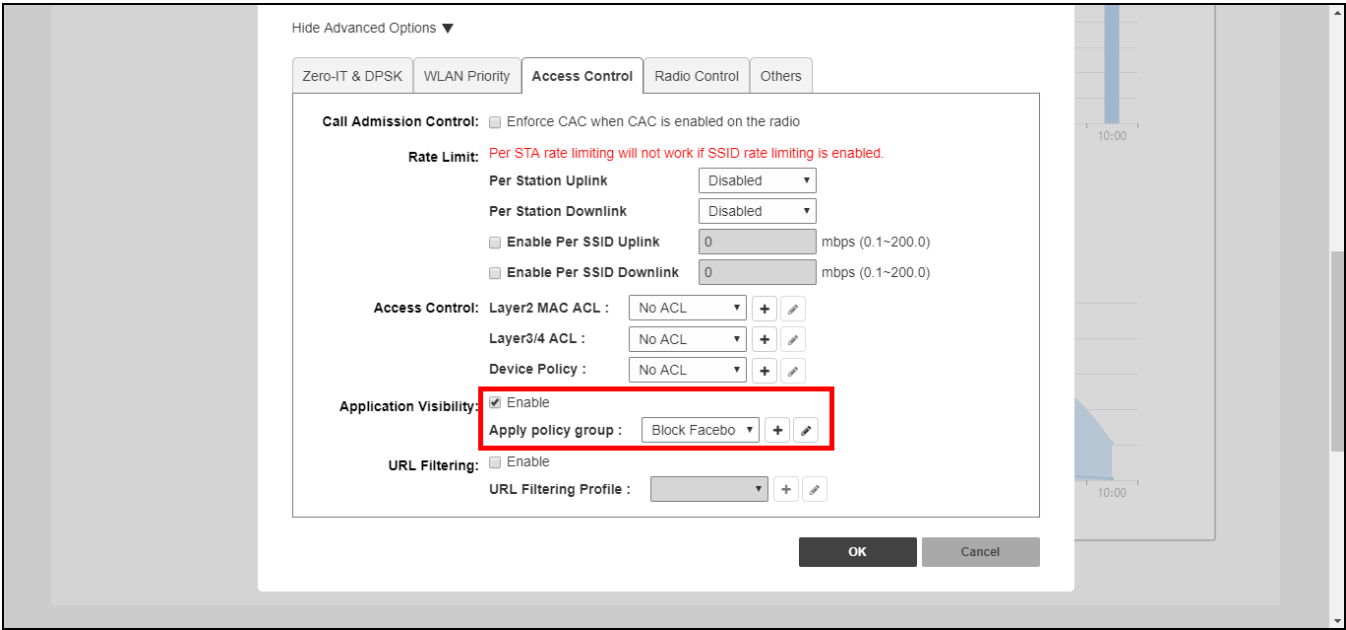 Hide Advanced Options ▼
Zero-IT & DPSK WLAN Priority Access Control Radio Control Others
Call Admission Control: Enforce CAC when CAC is enabled on the radio
Rate Limit: Per STA rate limiting will not work if SSID rate limiting is enabled.
Per Station Uplink Disabled
Per Station Downlink Disabled
Enable Per SSID Uplink 0 mbps (0.1~200.0)
Enable Per SSID Downlink 0 mbps (0.1~200.0)
Access Control: Layer2 MAC ACL : No ACL
Layer3/4 ACL : No ACL
Device Policy : No ACL
Application Visibility: Enable
Apply policy group : Block Facebo
URL Filtering: Enable
URL Filtering Profile :
OK Cancel
10:00
10:00